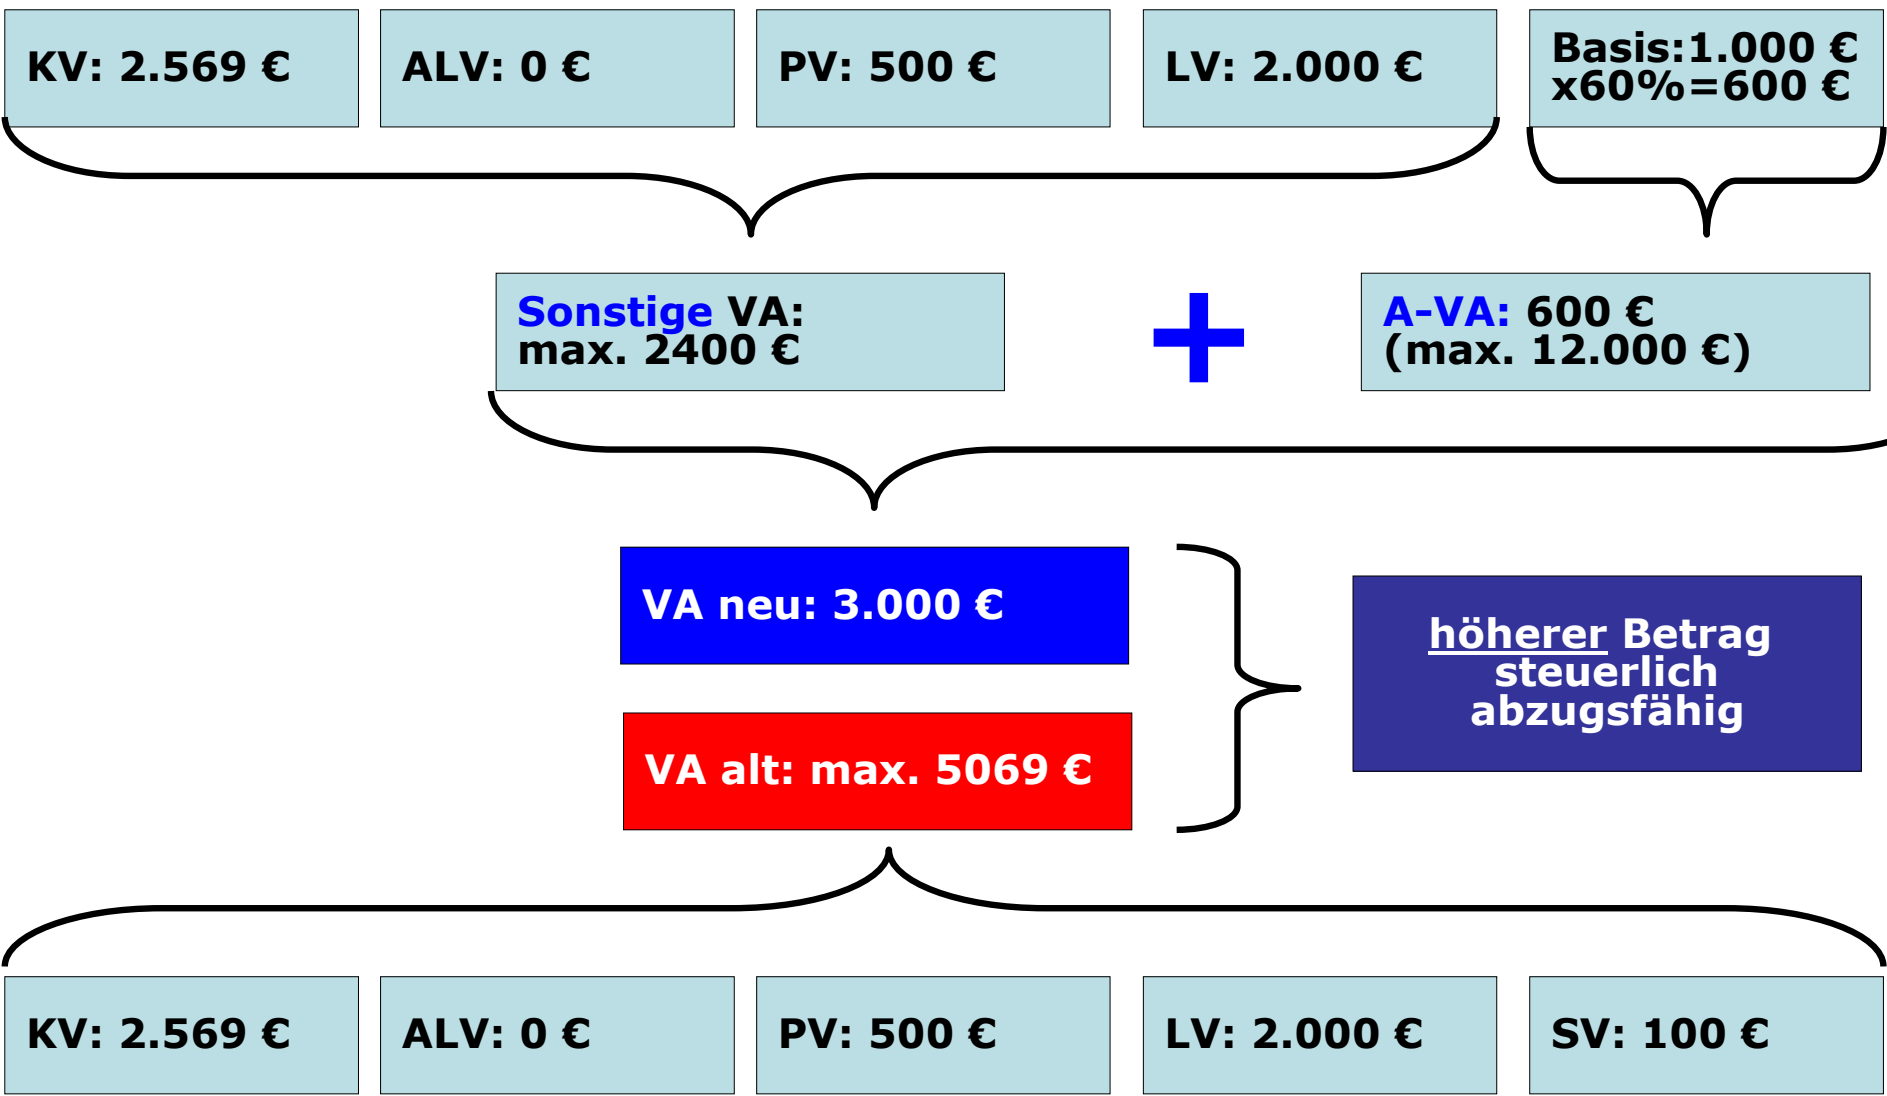 KV: 2.569 €
ALV: 0 €
PV: 500 €
LV: 2.000 €
Basis:1.000 €
x60%=600 €
Sonstige VA:
max. 2400 €
+
A-VA: 600 €
(max. 12.000 €)
VA neu: 3.000 €
höherer Betrag
steuerlich
abzugsfähig
VA alt: max. 5069 €
KV: 2.569 €
ALV: 0 €
PV: 500 €
LV: 2.000 €
SV: 100 €